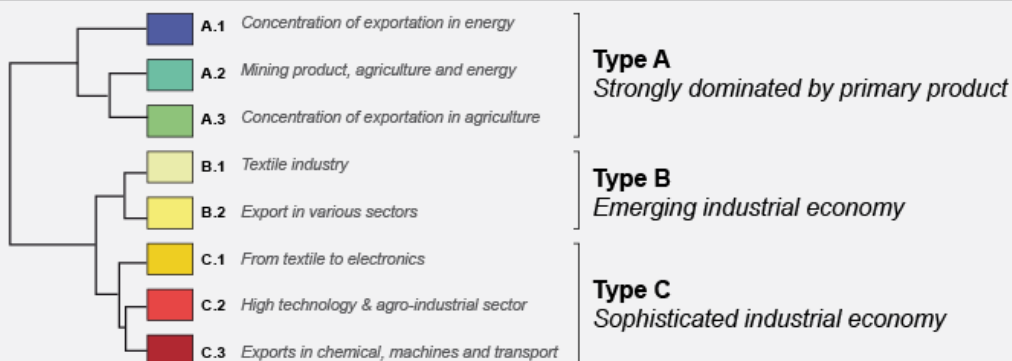 A.1 Concentration of exportation in energy
A.2 Mining product, agriculture and energy
A.3 Concentration of exportation in agriculture
Type A
Strongly dominated by primary product
B.1 Textile industry
B.2 Export in various sectors
Type B
Emerging industrial economy
C.1 From textile to electronics
C.2 High technology & agro-industrial sector
C.3 Exports in chemical, machines and transport
Type C
Sophisticated industrial economy